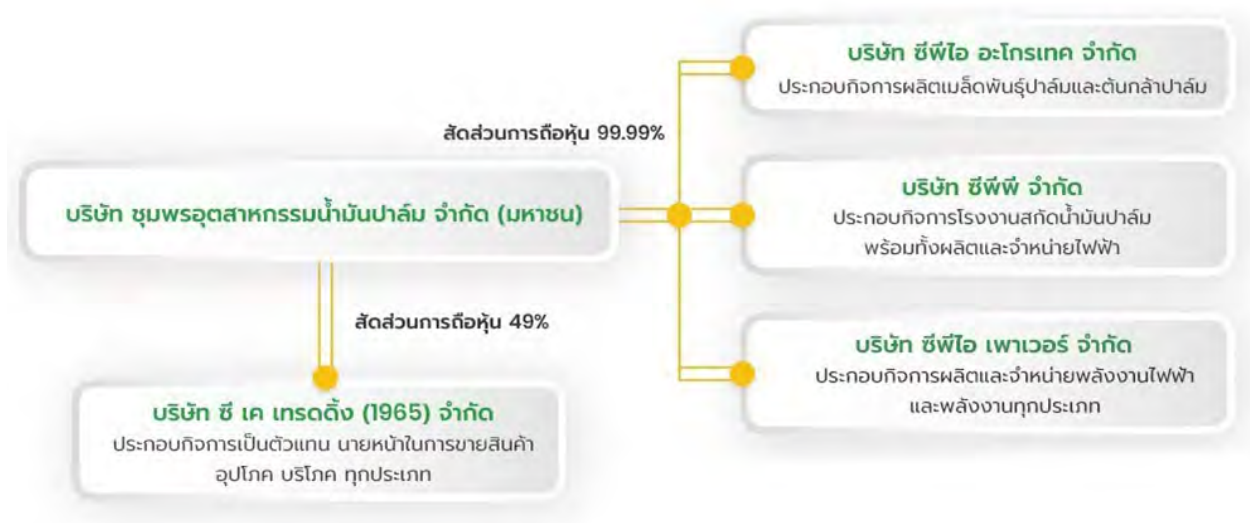 บริษัท ซีพีไอ อะโกรเทค จำกัด
ประกอบกิจการผลิตเมล็ดพันธุ์ปาล์มและต้นกล้าปาล์ม
สัดส่วนการถือหุ้น 99.99%
บริษัท ชุมพรอุตสาหกรรมน้ำมันปาล์ม จำกัด (มหาชน)
บริษัท ซีพีพี จำกัด
ประกอบกิจการโรงงานสกัดน้ำมันปาล์ม
พร้อมทั้งผลิตและจำหน่ายไฟฟ้า
สัดส่วนการถือหุ้น 49%
บริษัท ซีพีไอ เพาเวอร์ จำกัด
ประกอบกิจการผลิตและจำหน่ายพลังงานไฟฟ้า
และพลังงานทุกประเภท
บริษัท ซี เค เทรดดิ้ง (1965) จำกัด
ประกอบกิจการเป็นตัวแทน นายหน้าในการขายสินค้า
อุปโภค บริโภค ทุกประเภท